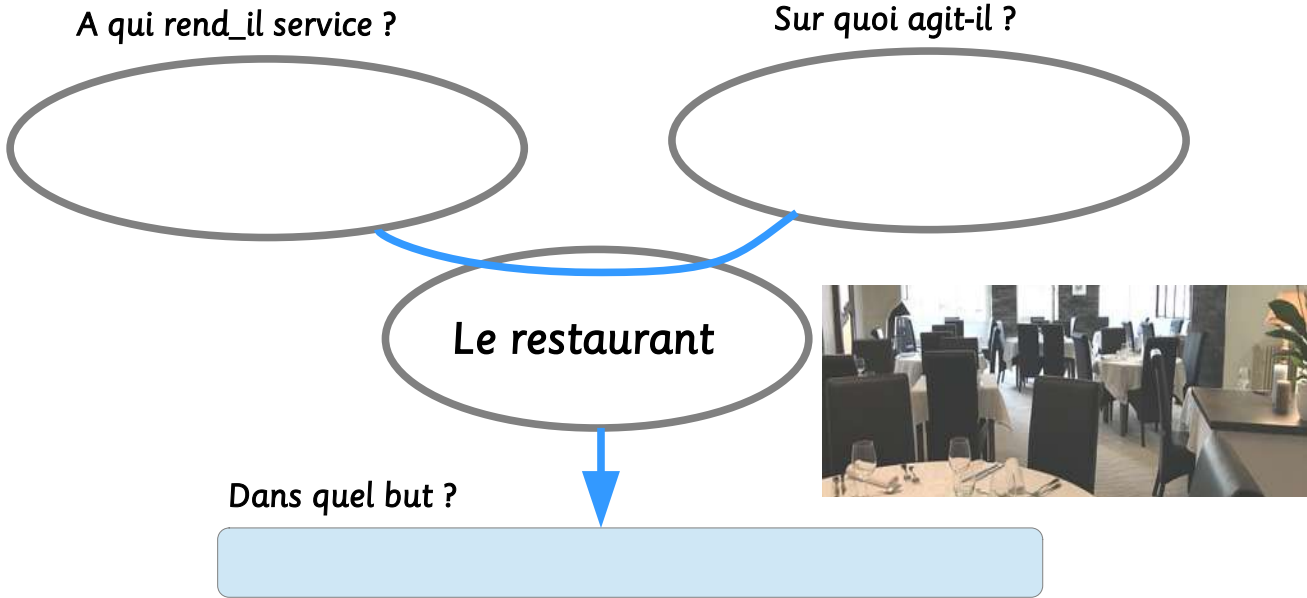 A qui rend_il service ?
Sur quoi agit-il ?
Le restaurant
Dans quel but ?